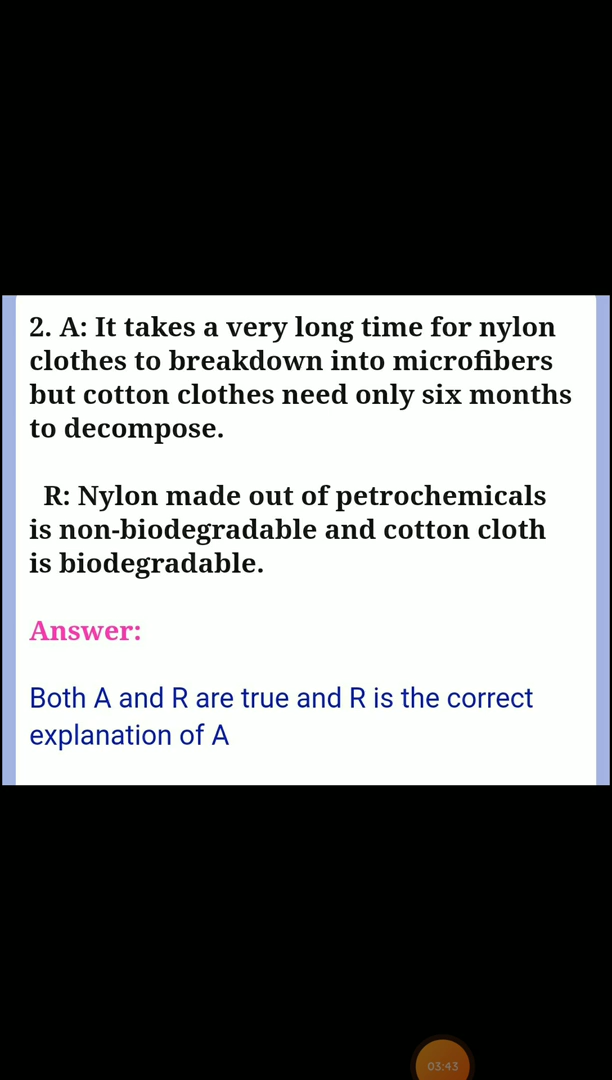 2. A: It takes a very long time for nylon
clothes to breakdown into microfibers
but cotton clothes need only six months
to decompose.
R: Nylon made out of petrochemicals
is non-biodegradable and cotton cloth
is biodegradable.
Answer:
Both A and R are true and R is the correct
explanation of A
03:43